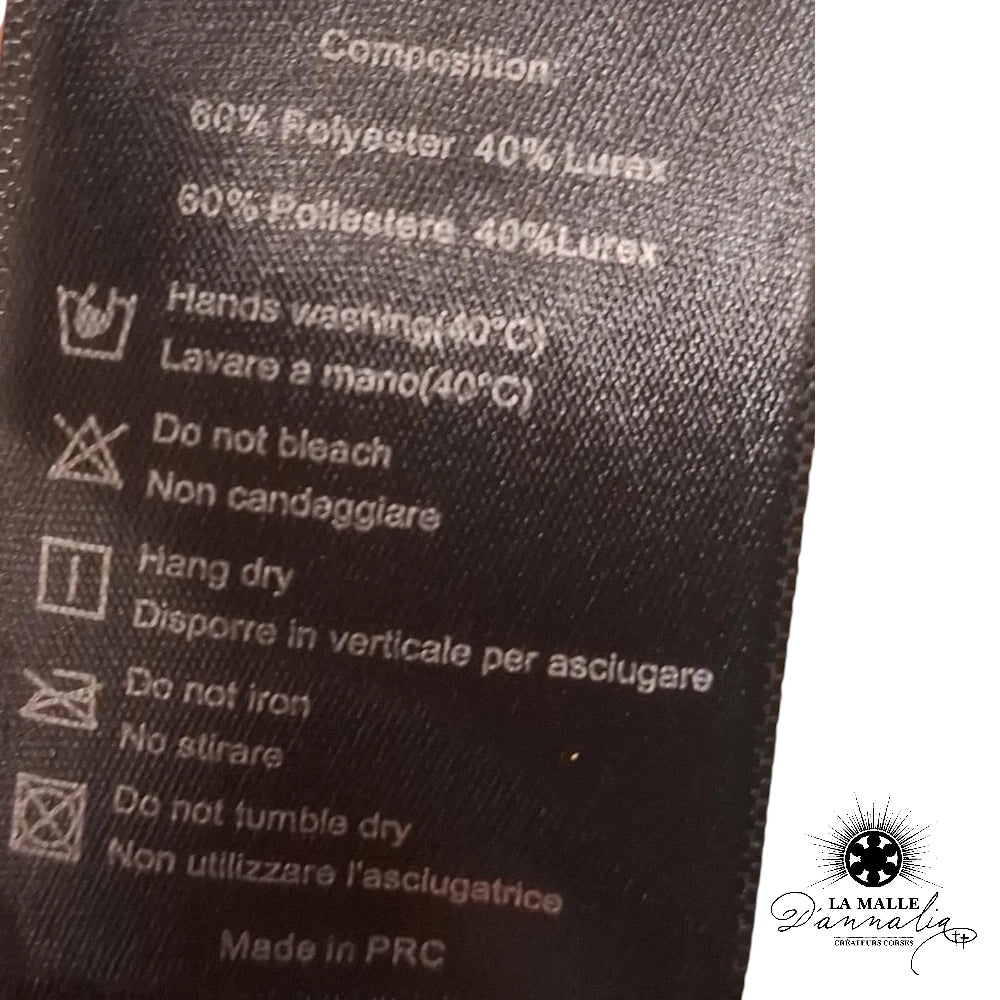 Composition
60% Polyester 40% Lurex
60% Poliestere 40%Lurex
Hands washing(40°C)
Lavare a mano(40°C)
Do not bleach
Non candeggiare
Hang dry
Disporre in verticale per asciugare
Do not iron
No stirare
Do not tumble dry
Non utilizzare l'asciugatrice
Made in PRC
LA MALLE
D'annalia
CRÉATEURS CORSES